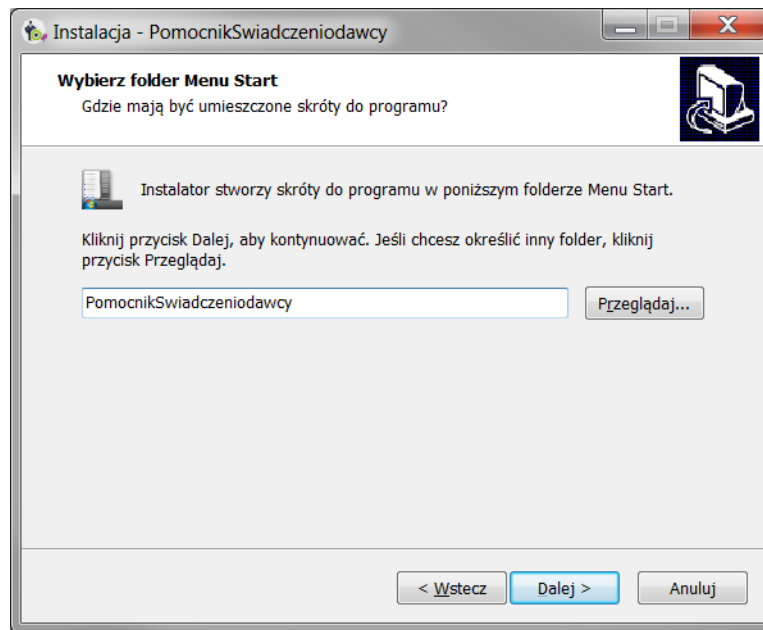 Instalacja - PomocnikSwiadczeniodawcy
Wybierz folder Menu Start
Gdzie mają być umieszczone skróty do programu?
Instalator stworzy skróty do programu w poniższym folderze Menu Start.
Kliknij przycisk Dalej, aby kontynuować. Jeśli chcesz określić inny folder, kliknij
przycisk Przeglądaj.
PomocnikSwiadczeniodawcy
Przeglądaj...
< Wstecz
Dalej >
Anuluj